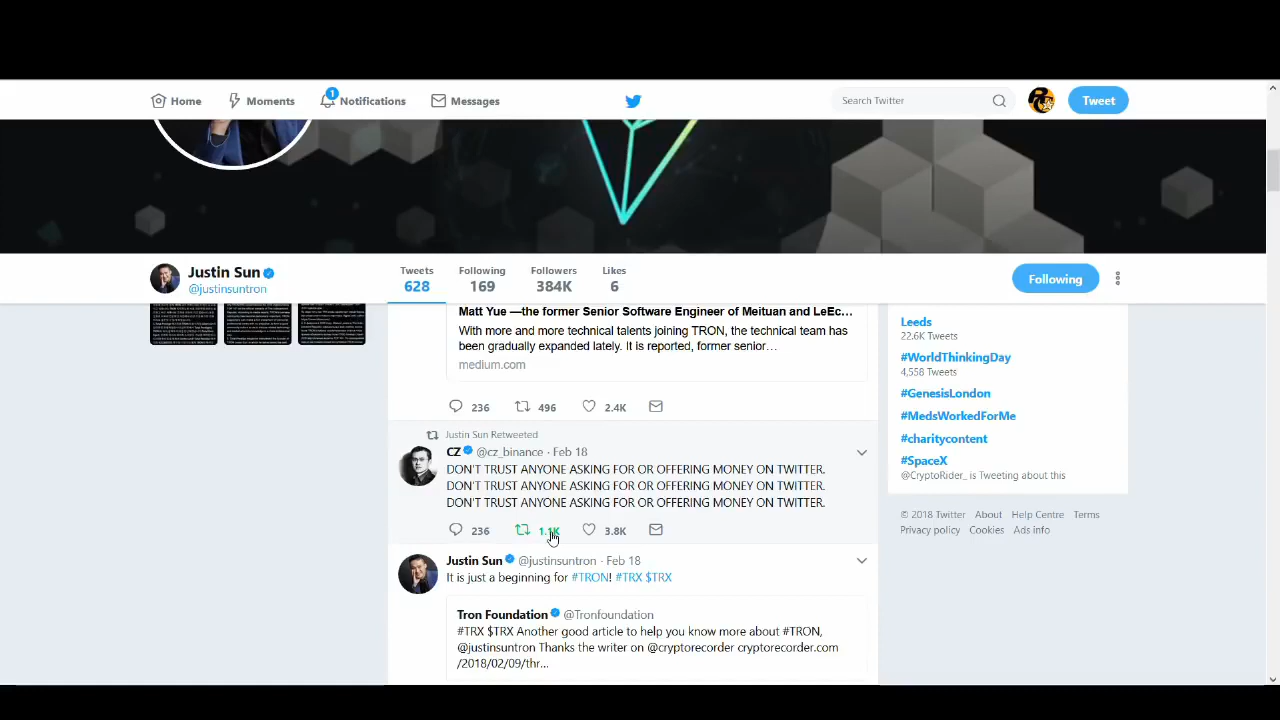 Home Moments 1 Notifications Messages Search Twitter Tweet
Justin Sun
@justinsuntron
Tweets Following Followers Likes
628 169 384K 6
Following
Matt Yue —the former Senior Software Engineer of Meituan and LeEc...
With more and more technical talents joining TRON, the technical team has
been gradually expanded lately. It is reported, former senior...
medium.com
236 496 2.4K
Justin Sun Retweeted
CZ @cz_binance · Feb 18
DON'T TRUST ANYONE ASKING FOR OR OFFERING MONEY ON TWITTER.
DON'T TRUST ANYONE ASKING FOR OR OFFERING MONEY ON TWITTER.
DON'T TRUST ANYONE ASKING FOR OR OFFERING MONEY ON TWITTER.
236 1.1K 3.8K
Justin Sun @justinsuntron · Feb 18
It is just a beginning for #TRON! #TRX $TRX
Tron Foundation @Tronfoundation
#TRX $TRX Another good article to help you know more about #TRON,
@justinsuntron Thanks the writer on @cryptorecorder cryptorecorder.com
/2018/02/09/thr...
Leeds
22.6K Tweets
#WorldThinkingDay
4,558 Tweets
#GenesisLondon
#MedsWorkedForMe
#charitycontent
#SpaceX
@CryptoRider_ is Tweeting about this
© 2018 Twitter About Help Centre Terms
Privacy policy Cookies Ads info